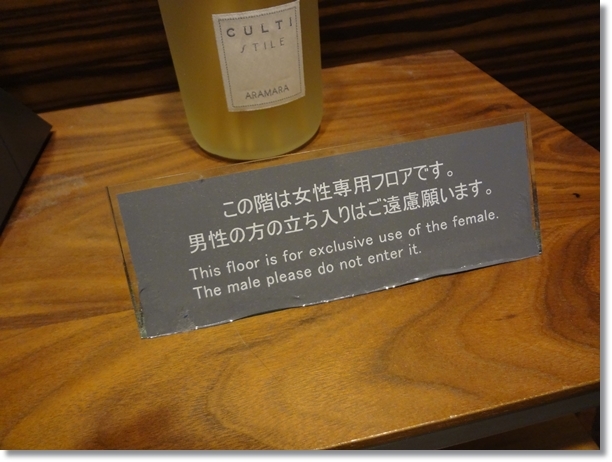 CULTI
STILE
ARAMARA
この階は女性専用フロアです。
男性の方の立ち入りはご遠慮願います。
This floor is for exclusive use of the female.
The male please do not enter it.